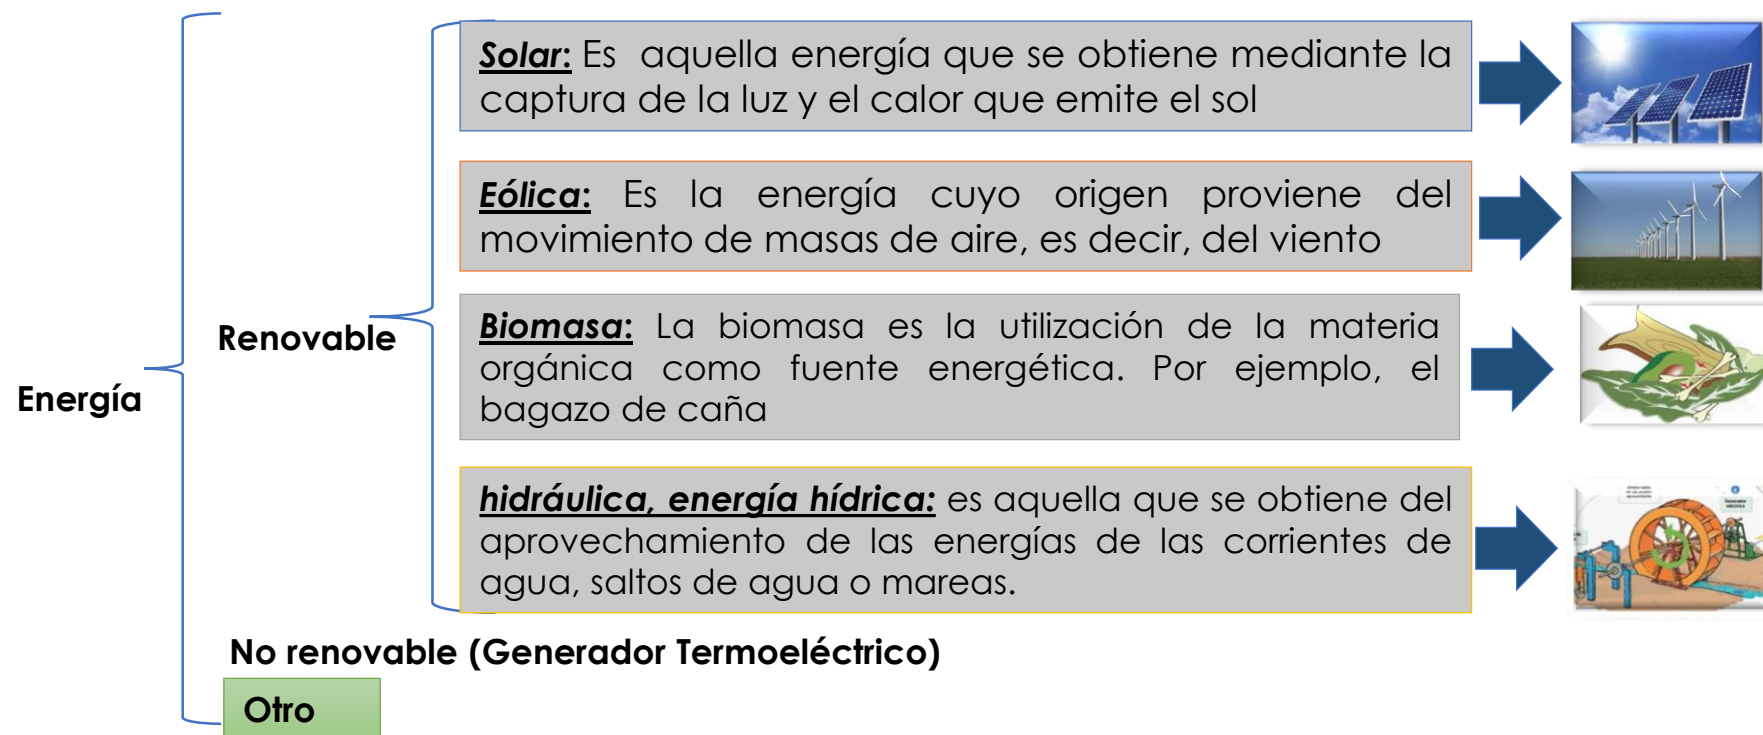 Solar: Es aquella energía que se obtiene mediante la
captura de la luz y el calor que emite el sol
Eólica: Es la energía cuyo origen proviene del
movimiento de masas de aire, es decir, del viento
Renovable
Biomasa: La biomasa es la utilización de la materia
orgánica como fuente energética. Por ejemplo, el
bagazo de caña
Energía
hidráulica, energía hídrica: es aquella que se obtiene del
aprovechamiento de las energías de las corrientes de
agua, saltos de agua o mareas.
No renovable (Generador Termoeléctrico)
Otro